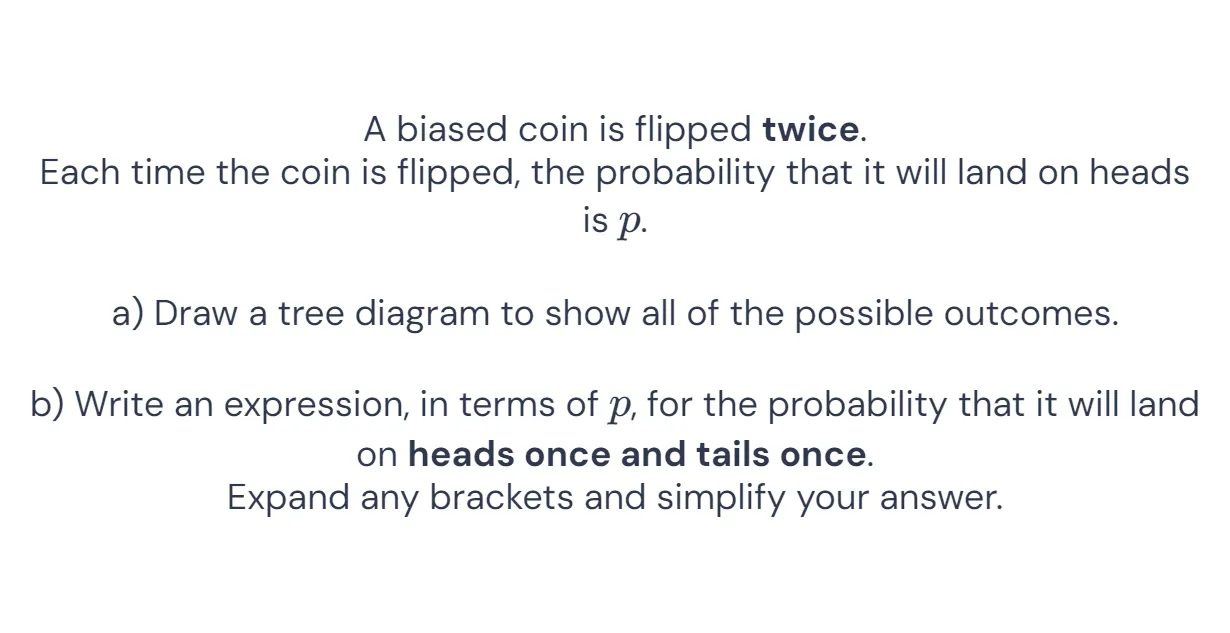 A biased coin is flipped twice.
Each time the coin is flipped, the probability that it will land on heads
is p.
a) Draw a tree diagram to show all of the possible outcomes.
b) Write an expression, in terms of p, for the probability that it will land
on heads once and tails once.
Expand any brackets and simplify your answer.